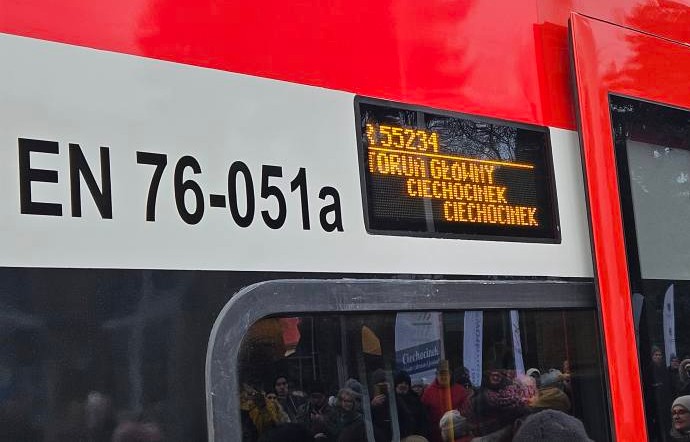 EN 76-051a
R 55234
TORUŃ GŁÓWNY
CIECHOCINEK
CIECHOCINEK
Ciechocinek